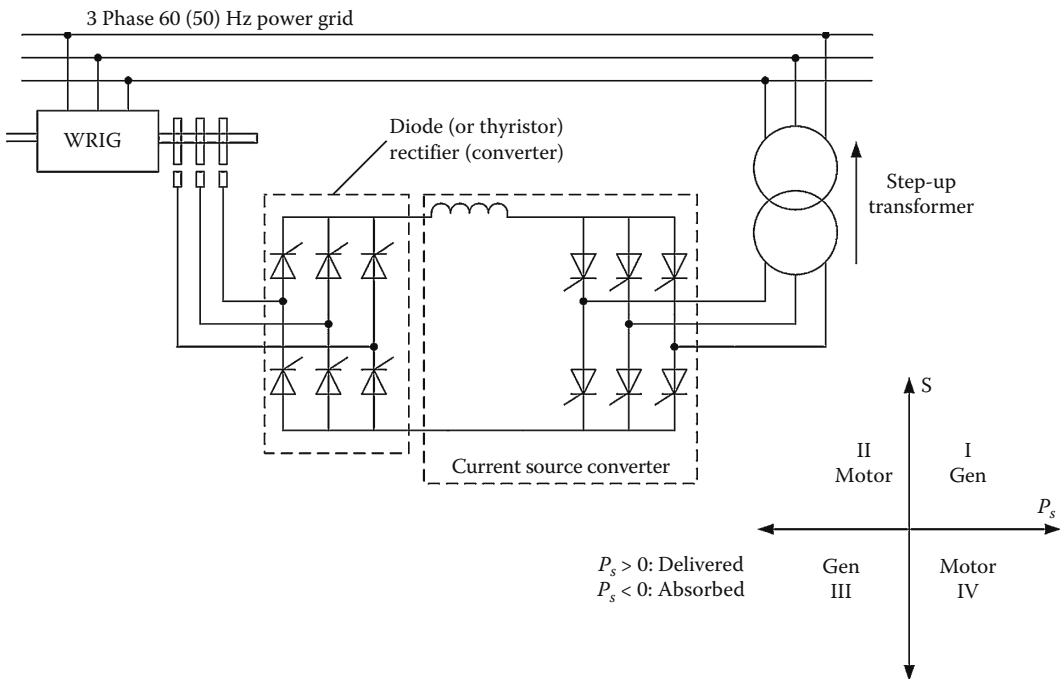 3 Phase 60 (50) Hz power grid
WRIG
Diode (or thyristor)
rectifier (converter)
Step-up
transformer
Current source converter
S
II
Motor
I
Gen
P_s
P_s > 0: Delivered
P_s < 0: Absorbed
Gen
III
Motor
IV